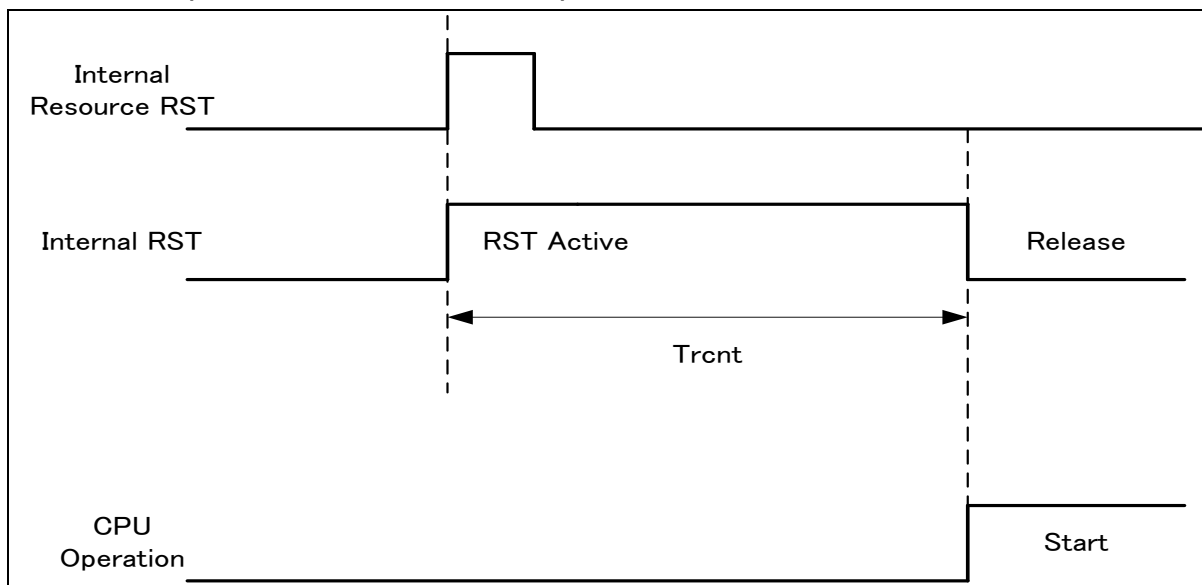 Internal
Resource RST
Internal RST
RST Active
Release
Trcnt
CPU
Operation
Start